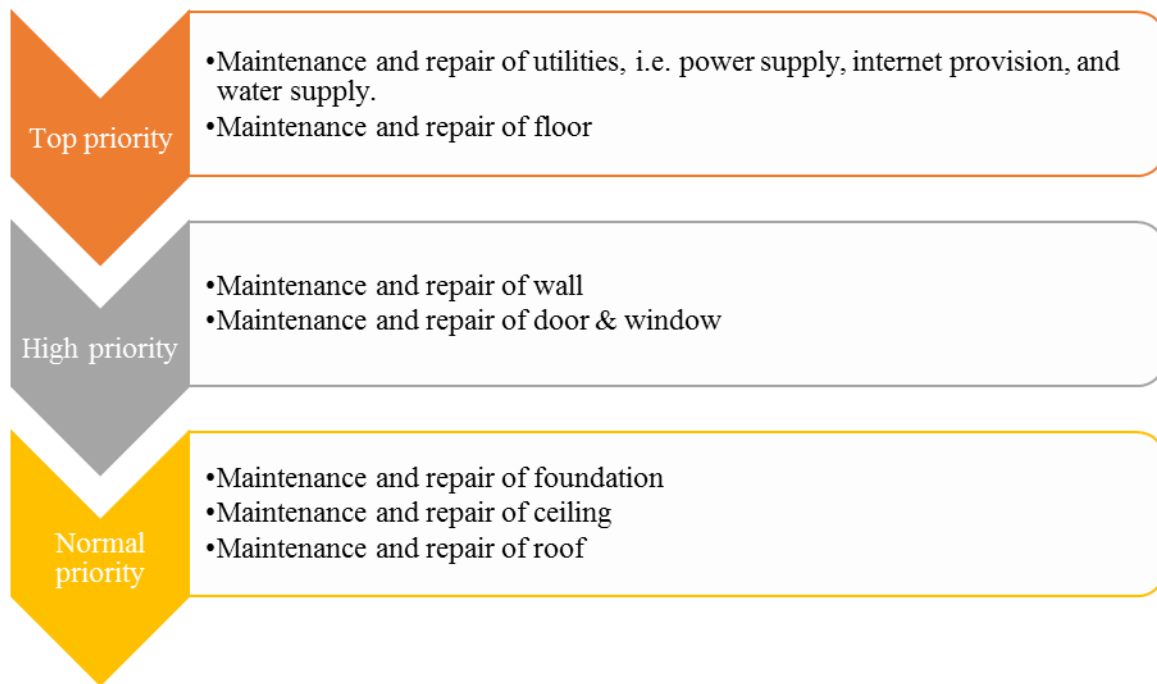 Top priority
•Maintenance and repair of utilities, i.e. power supply, internet provision, and
water supply.
•Maintenance and repair of floor
High priority
•Maintenance and repair of wall
•Maintenance and repair of door & window
Normal
priority
•Maintenance and repair of foundation
•Maintenance and repair of ceiling
•Maintenance and repair of roof